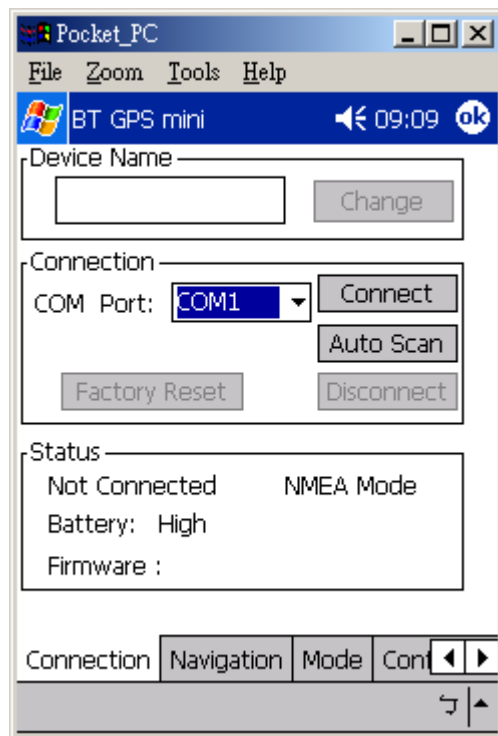 Pocket_PC
File Zoom Tools Help
BT GPS mini 09:09 ok
Device Name
Change
Connection
COM Port: COM1 Connect
Auto Scan
Factory Reset Disconnect
Status
Not Connected NMEA Mode
Battery: High
Firmware :
Connection Navigation Mode